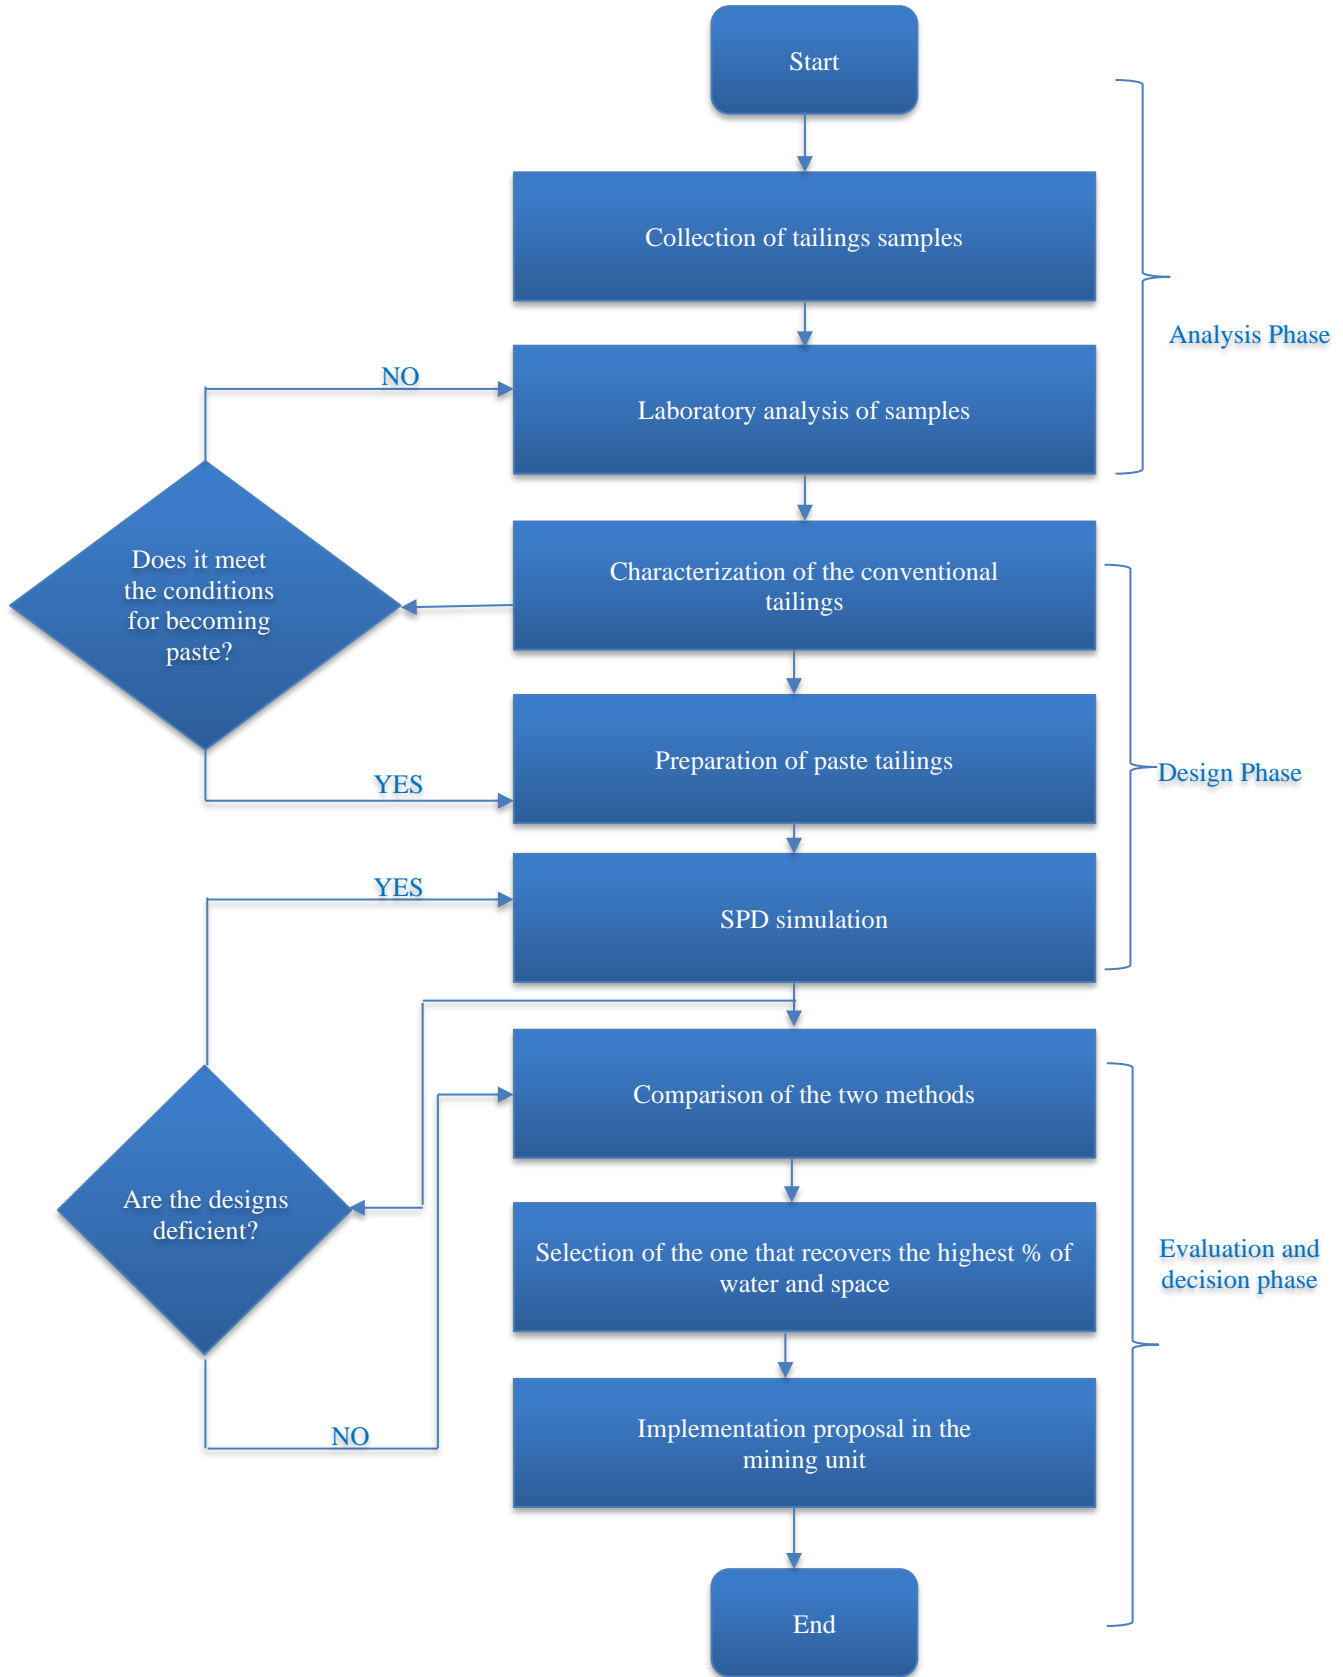 Start
Collection of tailings samples
Analysis Phase
NO
Laboratory analysis of samples
Does it meet
the conditions
for becoming
paste?
Characterization of the conventional
tailings
Preparation of paste tailings
YES
Design Phase
YES
SPD simulation
Comparison of the two methods
Are the designs
deficient?
Selection of the one that recovers the highest % of
water and space
Evaluation and
decision phase
NO
Implementation proposal in the
mining unit
End